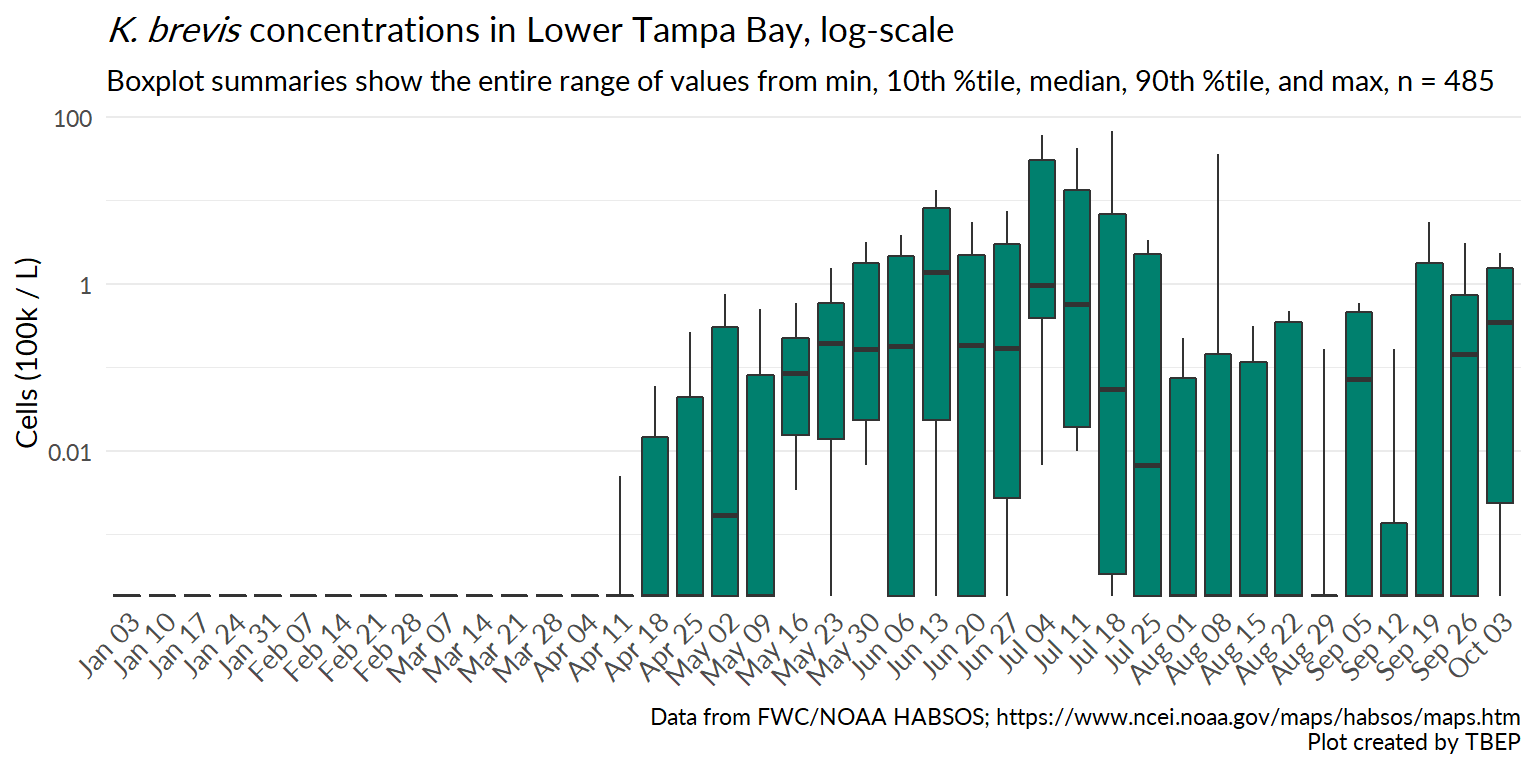 K. brevis concentrations in Lower Tampa Bay, log-scale
Boxplot summaries show the entire range of values from min, 10th %tile, median, 90th %tile, and max, n = 485
100
1
0.01
Cells (100k / L)
Jan 03
Jan 10
Jan 17
Jan 24
Jan 31
Feb 07
Feb 14
Feb 21
Feb 28
Mar 07
Mar 14
Mar 21
Mar 28
Apr 04
Apr 11
Apr 18
Apr 25
May 02
May 09
May 16
May 23
May 30
Jun 06
Jun 13
Jun 20
Jun 27
Jul 04
Jul 11
Jul 18
Jul 25
Aug 01
Aug 08
Aug 15
Aug 22
Aug 29
Sep 05
Sep 12
Sep 19
Sep 26
Oct 03
Data from FWC/NOAA HABSOS; https://www.ncei.noaa.gov/maps/habsos/maps.htm
Plot created by TBEP